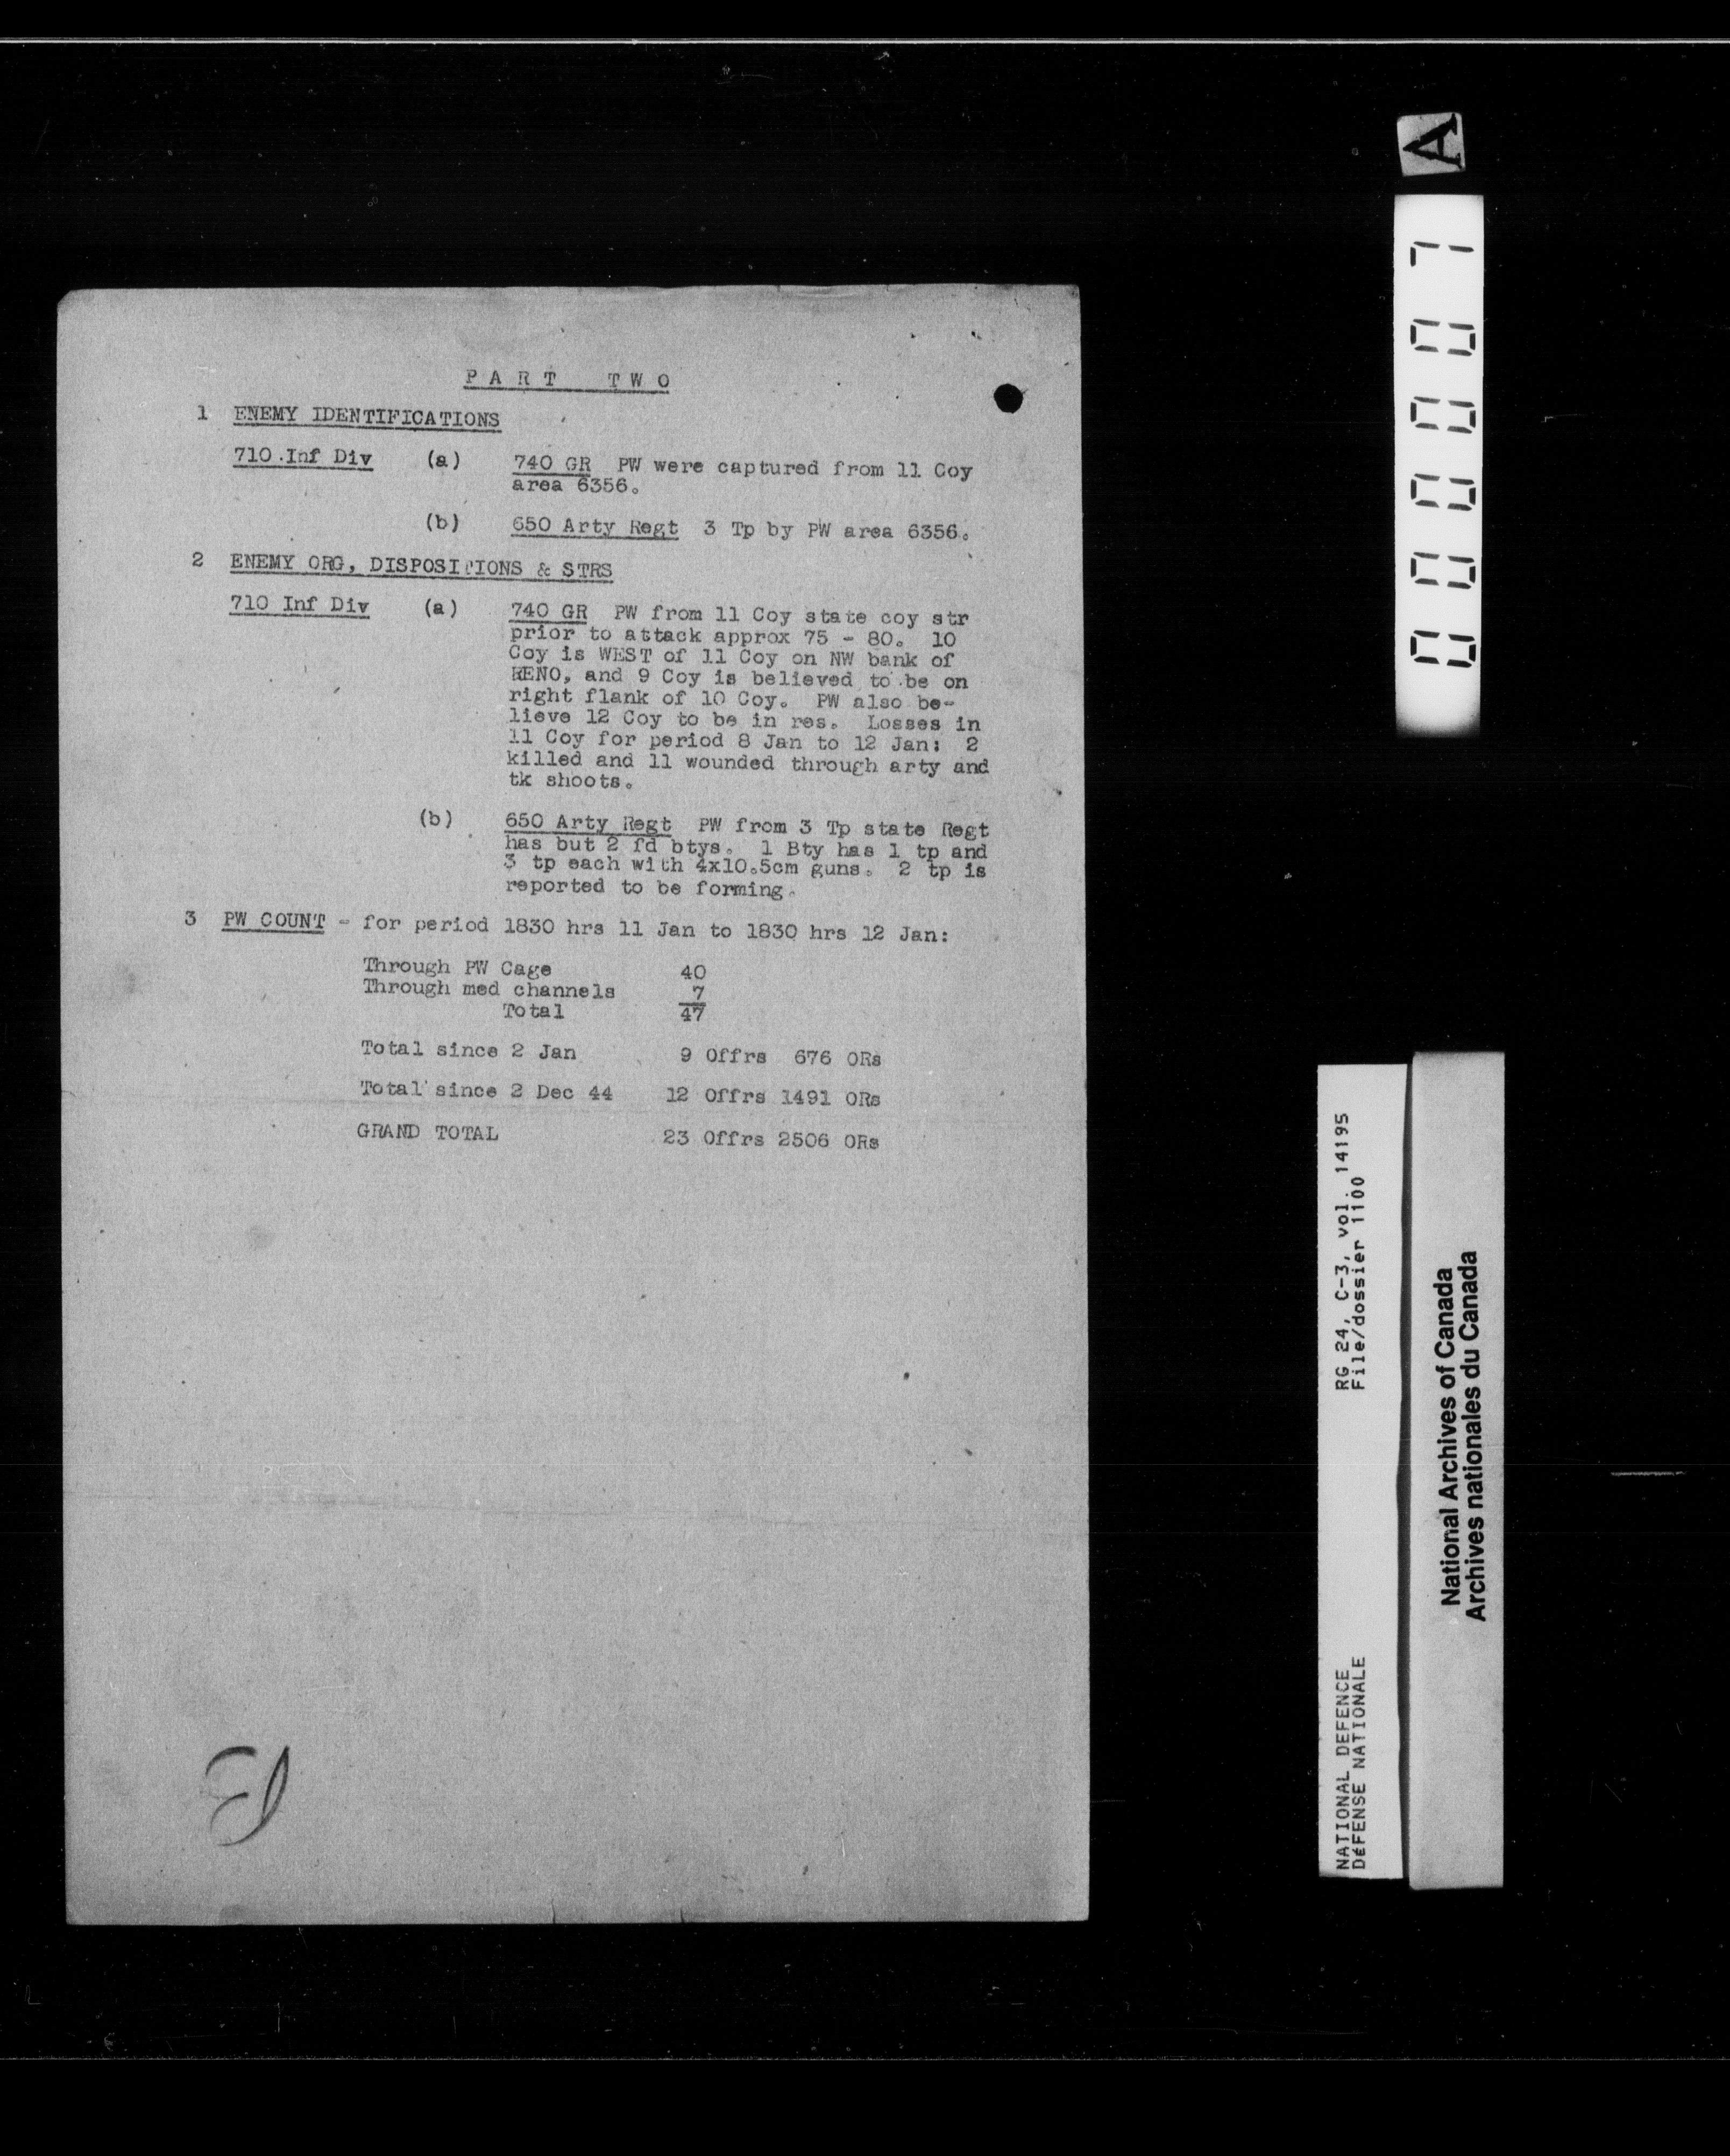 P A R T   T W O
1 ENEMY IDENTIFICATIONS
710 Inf Div (a) 740 GR PW were captured from 11 Coy
area 6356.
(b) 650 Arty Regt 3 Tp by PW area 6356.
2 ENEMY ORG, DISPOSITIONS & STRS
710 Inf Div (a) 740 GR PW from 11 Coy state coy str
prior to attack approx 75 - 80. 10
Coy is WEST of 11 Coy on NW bank of
RENO, and 9 Coy is believed to be on
right flank of 10 Coy. PW also be-
lieve 12 Coy to be in res. Losses in
11 Coy for period 8 Jan to 12 Jan: 2
killed and 11 wounded through arty and
tk shoots.
(b) 650 Arty Regt PW from 3 Tp state Regt
has but 2 fd btys. 1 Bty has 1 tp and
3 tp each with 4x10.5cm guns. 2 tp is
reported to be forming.
3 PW COUNT - for period 1830 hrs 11 Jan to 1830 hrs 12 Jan:
Through PW Cage 40
Through med channels 7
Total 47
Total since 2 Jan 9 Offrs 676 ORs
Total since 2 Dec 44 12 Offrs 1491 ORs
GRAND TOTAL 23 Offrs 2506 ORs
A
000007
RG 24, C-3, vol. 14195
File/dossier 1100
NATIONAL DEFENCE
DéFENSE NATIONALE
National Archives of Canada
Archives nationales du Canada